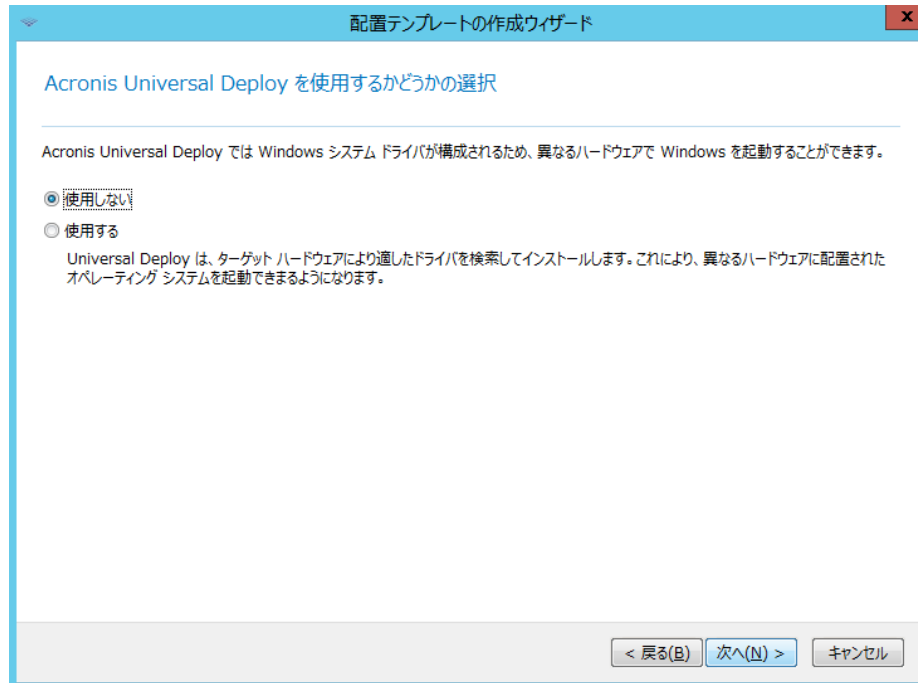 配置テンプレートの作成ウィザード
x
Acronis Universal Deploy を使用するかどうかの選択
Acronis Universal Deploy では Windows システム ドライバが構成されるため、異なるハードウェアで Windows を起動することができます。
使用しない
使用する
Universal Deploy は、ターゲット ハードウェアにより適したドライバを検索してインストールします。これにより、異なるハードウェアに配置された
オペレーティング システムを起動できまるようになります。
< 戻る(B) 次へ(N) > キャンセル